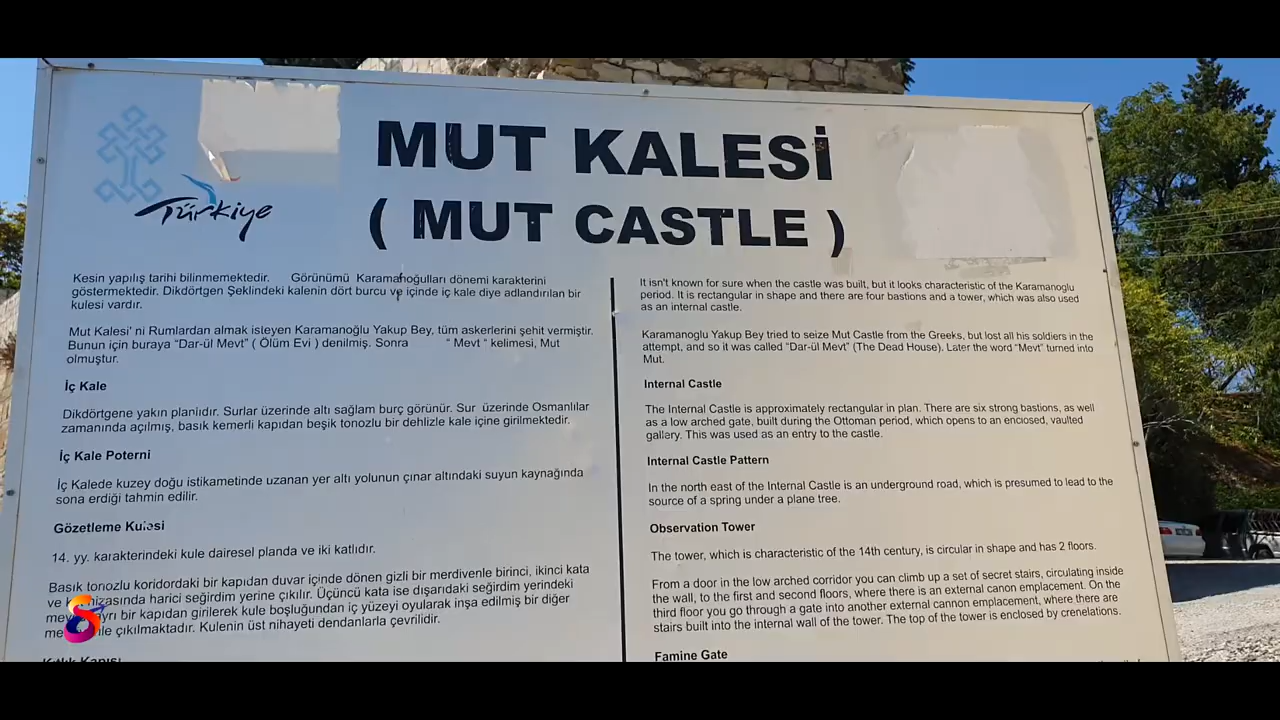 Türkiye
MUT KALESİ
( MUT CASTLE )
Kesin yapılış tarihi bilinmemektedir. Görünümü Karamanoğulları dönemi karakterini
göstermektedir. Dikdörtgen Şeklindeki kalenin dört burcu ve içinde iç kale diye adlandırılan bir
kulesi vardır.
Mut Kalesi' ni Rumlardan almak isteyen Karamanoğlu Yakup Bey, tüm askerlerini şehit vermiştir.
Bunun için buraya “Dar-ül Mevt” ( Ölüm Evi ) denilmiş. Sonra “ Mevt “ kelimesi, Mut
olmuştur.
İç Kale
Dikdörtgene yakın planlıdır. Surlar üzerinde altı sağlam burç görünür. Sur üzerinde Osmanlılar
zamanında açılmış, basık kemerli kapıdan beşik tonozlu bir dehlizle kale içine girilmektedir.
İç Kale Poterni
İç Kalede kuzey doğu istikametinde uzanan yer altı yolunun çınar altındaki suyun kaynağında
sona erdiği tahmin edilir.
Gözetleme Kulesi
14. yy. karakterindeki kule dairesel planda ve iki katlıdır.
Basık tonozlu koridordaki bir kapıdan duvar içinde dönen gizli bir merdivenle birinci, ikinci kata
ve hizasında harici seğirdim yerine çıkılır. Üçüncü kata ise dışarıdaki seğirdim yerindeki
bir kapıdan girilerek kule boşluğundan iç yüzeyi oyularak inşa edilmiş bir diğer
çıkılmaktadır. Kulenin üst nihayeti dendanlarla çevrilidir.
Kıtlık Kapısı
It isn't known for sure when the castle was built, but it looks characteristic of the Karamanoglu
period. It is rectangular in shape and there are four bastions and a tower, which was also used
as an internal castle.
Karamanoglu Yakup Bey tried to seize Mut Castle from the Greeks, but lost all his soldiers in the
attempt, and so it was called “Dar-ül Mevt” (The Dead House). Later the word “Mevt” turned into
Mut.
Internal Castle
The Internal Castle is approximately rectangular in plan. There are six strong bastions, as well
as a low arched gate, built during the Ottoman period, which opens to an enclosed, vaulted
gallery. This was used as an entry to the castle.
Internal Castle Pattern
In the north east of the Internal Castle is an underground road, which is presumed to lead to the
source of a spring under a plane tree.
Observation Tower
The tower, which is characteristic of the 14th century, is circular in shape and has 2 floors.
From a door in the low arched corridor you can climb up a set of secret stairs, circulating inside
the wall, to the first and second floors, where there is an external canon emplacement. On the
third floor you go through a gate into another external cannon emplacement, where there are
stairs built into the internal wall of the tower. The top of the tower is enclosed by crenelations.
Famine Gate